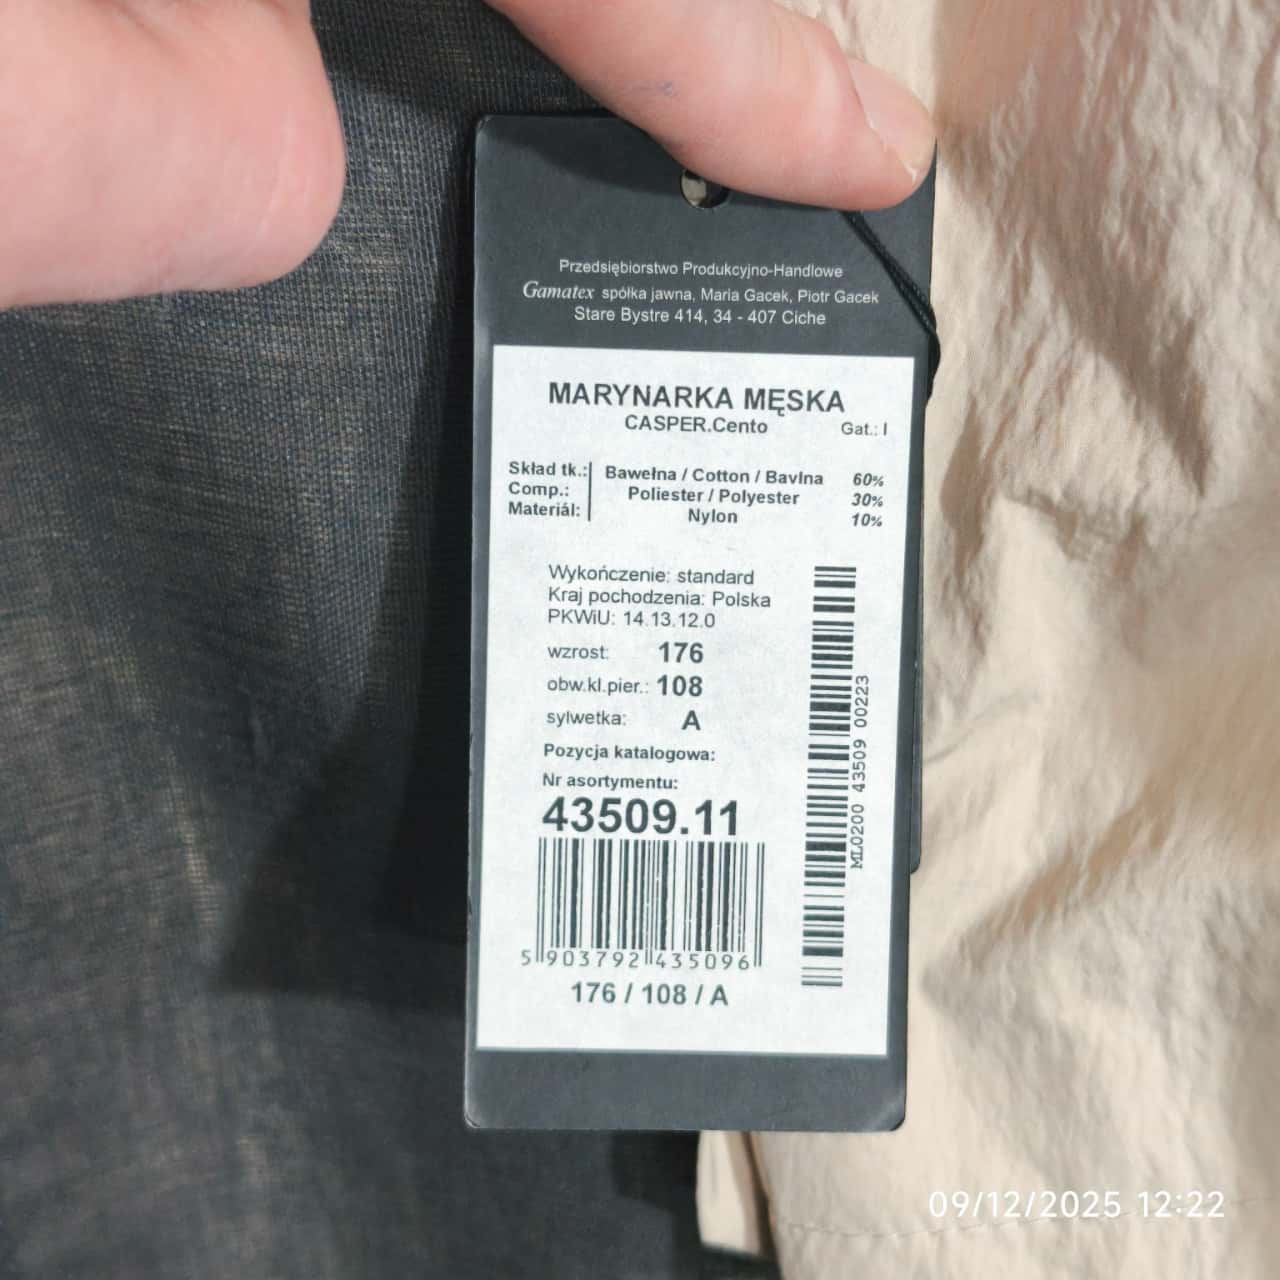 Przedsiębiorstwo Produkcyjno-Handlowe
Gamatex spółka jawna, Maria Gacek, Piotr Gacek
Stare Bystre 414, 34 - 407 Ciche
MARYNARKA MĘSKA
CASPER.Cento Gat.: I
Skład tk.: Bawełna / Cotton / Bavlna 60%
Comp.: Poliester / Polyester 30%
Materiál: Nylon 10%
Wykończenie: standard
Kraj pochodzenia: Polska
PKWiU: 14.13.12.0
wzrost: 176
obw.kl.pier.: 108
sylwetka: A
Pozycja katalogowa:
Nr asortymentu:
43509.11
5 903792 435096
176 / 108 / A
ML0200 43509 00223
09/12/2025 12:22